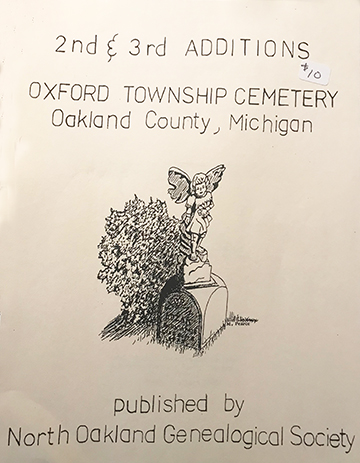 2nd & 3rd ADDITIONS
$10
OXFORD TOWNSHIP CEMETERY
Oakland County, Michigan
published by
North Oakland Genealogical Society